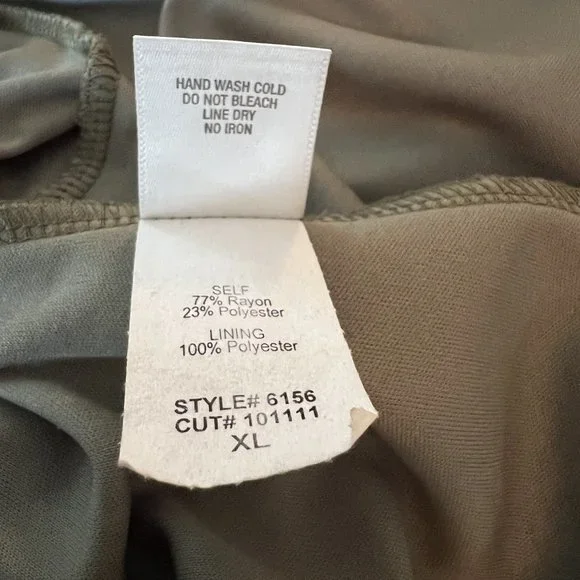 HAND WASH COLD
DO NOT BLEACH
LINE DRY
NO IRON
SELF
77% Rayon
23% Polyester
LINING
100% Polyester
STYLE# 6156
CUT# 101111
XL